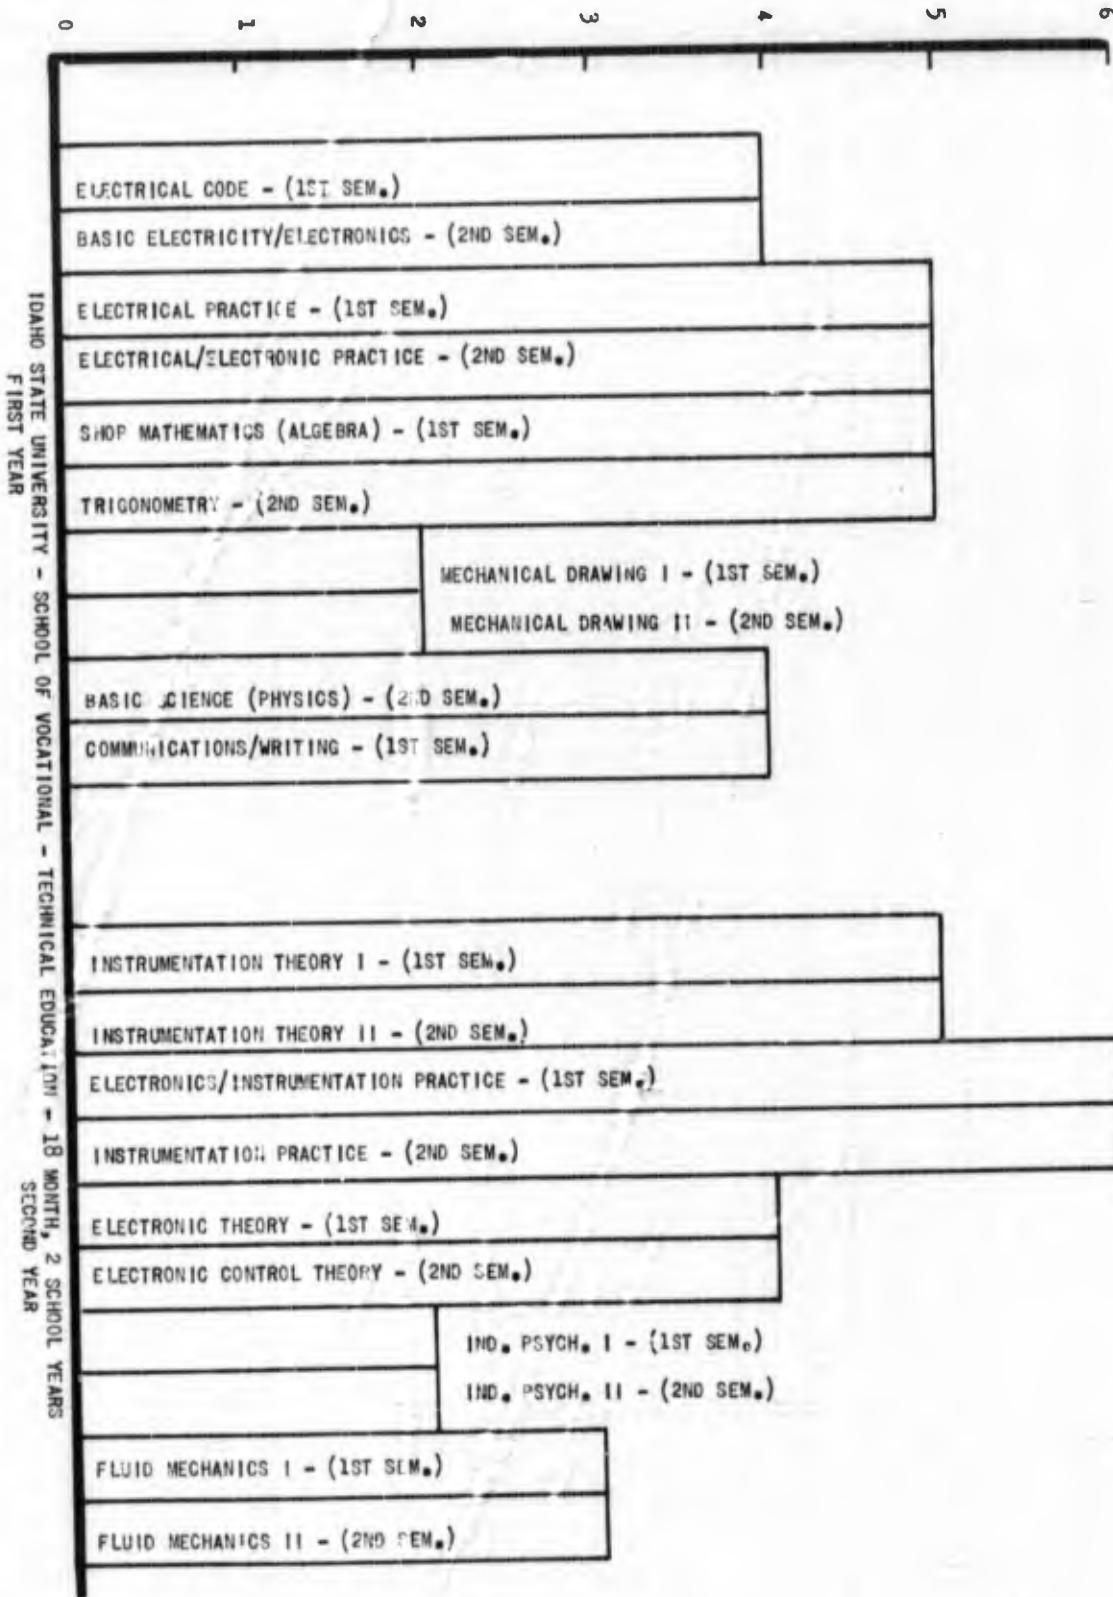 0 1 2 3 4 5 6
ELECTRICAL CODE - (1ST SEM.)
BASIC ELECTRICITY/ELECTRONICS - (2ND SEM.)
ELECTRICAL PRACTICE - (1ST SEM.)
ELECTRICAL/ELECTRONIC PRACTICE - (2ND SEM.)
SHOP MATHEMATICS (ALGEBRA) - (1ST SEM.)
TRIGONOMETRY - (2ND SEM.)
MECHANICAL DRAWING I - (1ST SEM.)
MECHANICAL DRAWING II - (2ND SEM.)
BASIC SCIENCE (PHYSICS) - (2ND SEM.)
COMMUNICATIONS/WRITING - (1ST SEM.)
INSTRUMENTATION THEORY I - (1ST SEM.)
INSTRUMENTATION THEORY II - (2ND SEM.)
ELECTRONICS/INSTRUMENTATION PRACTICE - (1ST SEM.)
INSTRUMENTATION PRACTICE - (2ND SEM.)
ELECTRONIC THEORY - (1ST SEM.)
ELECTRONIC CONTROL THEORY - (2ND SEM.)
IND. PSYCH. I - (1ST SEM.)
IND. PSYCH. II - (2ND SEM.)
FLUID MECHANICS I - (1ST SEM.)
FLUID MECHANICS II - (2ND SEM.)
IDAHO STATE UNIVERSITY - SCHOOL OF VOCATIONAL - TECHNICAL EDUCATION - 18 MONTH, 2 SCHOOL YEARS
FIRST YEAR SECOND YEAR